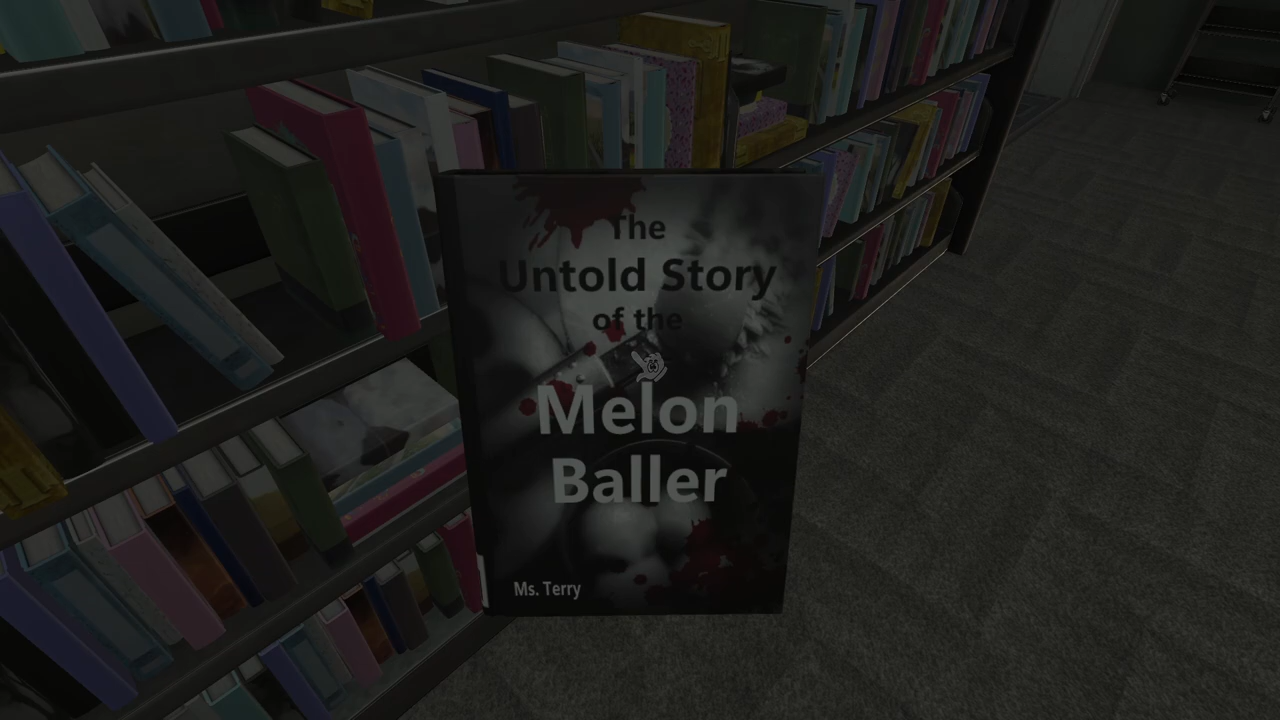 The
Untold Story
of the
Melon
Baller
Ms. Terry